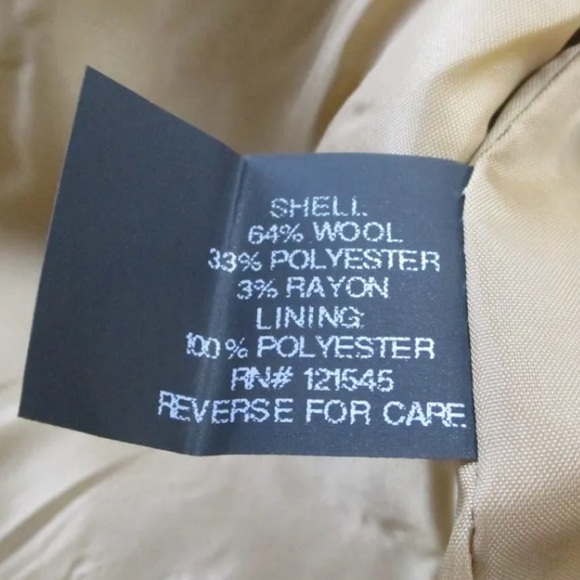 SHELL
64% WOOL
33% POLYESTER
3% RAYON
LINING:
100% POLYESTER
RN# 121545
REVERSE FOR CARE